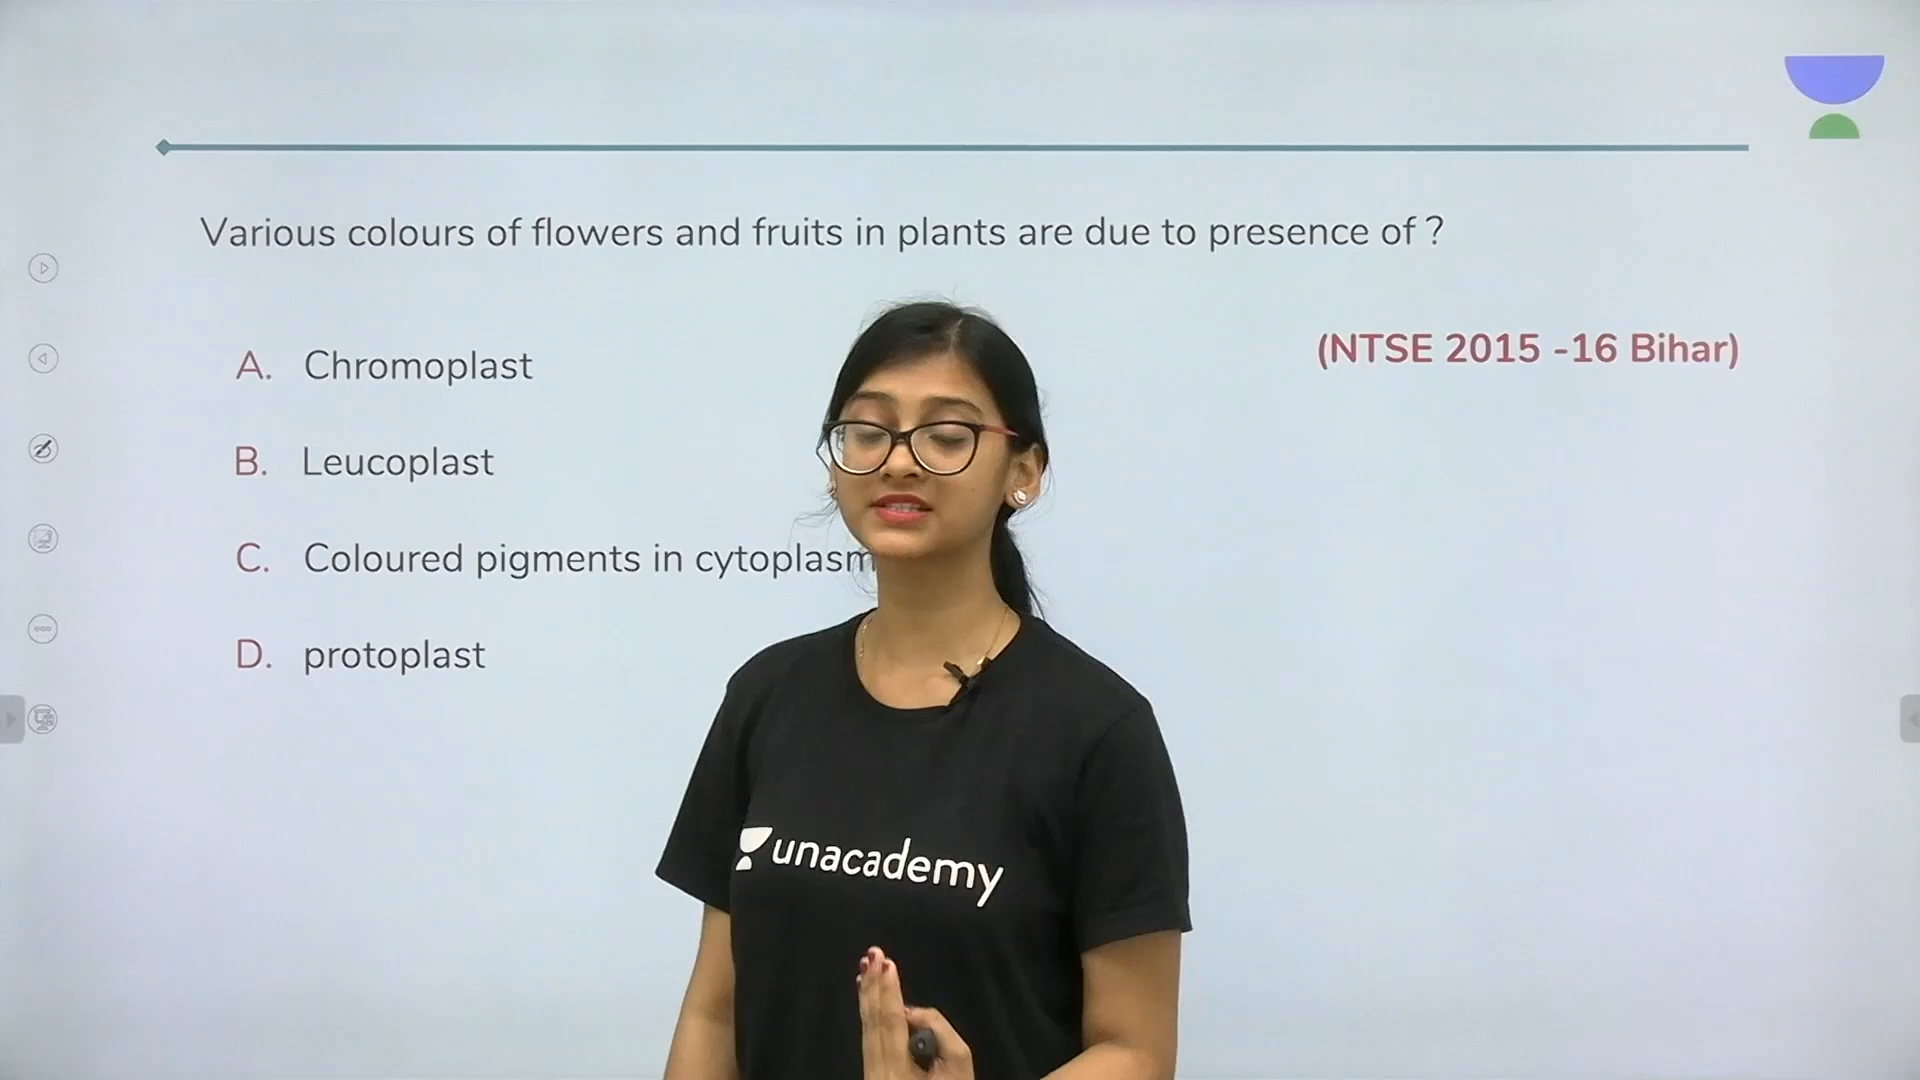 Various colours of flowers and fruits in plants are due to presence of ?
(NTSE 2015 -16 Bihar)
A. Chromoplast
B. Leucoplast
C. Coloured pigments in cytoplasm
D. protoplast
unacademy